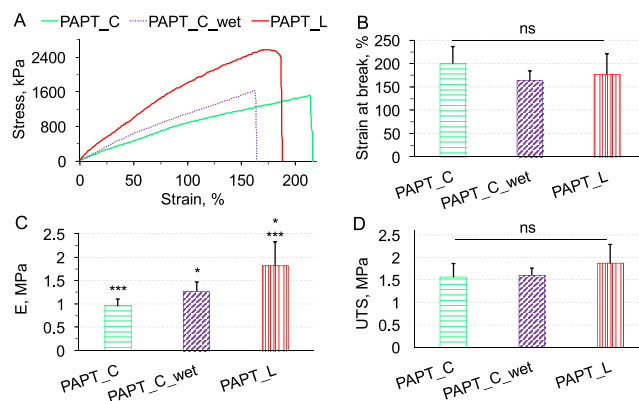 A
PAPT_C
PAPT_C_wet
PAPT_L
Stress, kPa
2400
1600
800
0
0
50
100
150
200
Strain, %
B
ns
Strain at break, %
250
200
150
100
50
0
PAPT_C
PAPT_C_wet
PAPT_L
C
E, MPa
2.5
2
1.5
1
0.5
0
***
*
*
***
PAPT_C
PAPT_C_wet
PAPT_L
D
ns
UTS, MPa
2.5
2
1.5
1
0.5
0
PAPT_C
PAPT_C_wet
PAPT_L